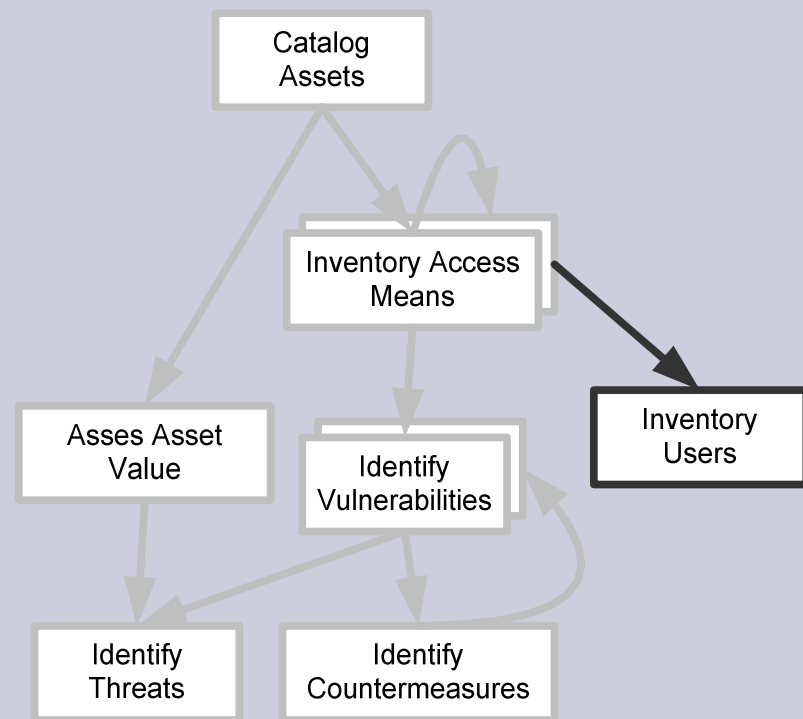 Catalog
Assets
Inventory Access
Means
Asses Asset
Value
Identify
Vulnerabilities
Inventory
Users
Identify
Threats
Identify
Countermeasures